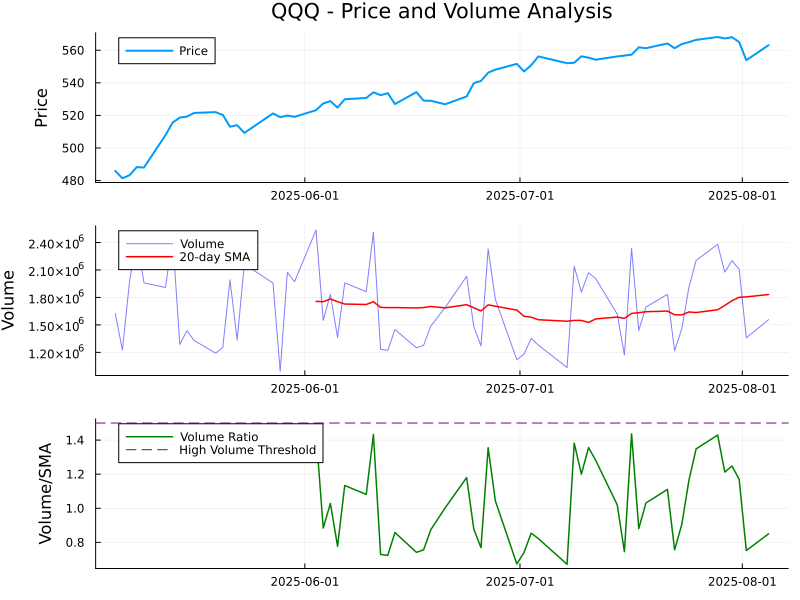 QQQ - Price and Volume Analysis
Price
560
540
520
500
480
Price
2025-06-01 2025-07-01 2025-08-01
Volume
20-day SMA
2.40×10⁶
2.10×10⁶
1.80×10⁶
1.50×10⁶
1.20×10⁶
Volume
2025-06-01 2025-07-01 2025-08-01
Volume Ratio
High Volume Threshold
1.4
1.2
1.0
0.8
Volume/SMA
2025-06-01 2025-07-01 2025-08-01